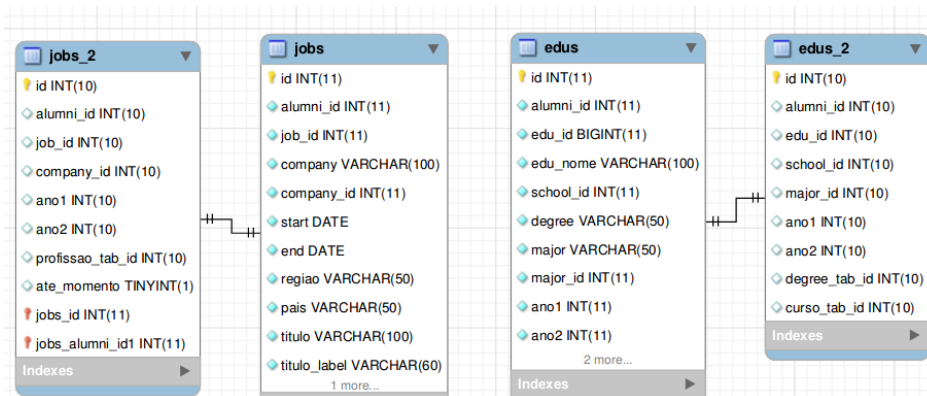 jobs_2
id INT(10)
alumni_id INT(10)
job_id INT(10)
company_id INT(10)
ano1 INT(10)
ano2 INT(10)
profissao_tab_id INT(10)
ate_momento TINYINT(1)
jobs_id INT(11)
jobs_alumni_id1 INT(11)
Indexes
jobs
id INT(11)
alumni_id INT(11)
job_id INT(11)
company VARCHAR(100)
company_id INT(11)
start DATE
end DATE
regiao VARCHAR(50)
pais VARCHAR(50)
titulo VARCHAR(100)
titulo_label VARCHAR(60)
1 more...
edus
id INT(11)
alumni_id INT(11)
edu_id BIGINT(11)
edu_nome VARCHAR(100)
school_id INT(11)
degree VARCHAR(50)
major VARCHAR(50)
major_id INT(11)
ano1 INT(11)
ano2 INT(11)
2 more...
Indexes
edus_2
id INT(10)
alumni_id INT(10)
edu_id INT(10)
school_id INT(10)
major_id INT(10)
ano1 INT(10)
ano2 INT(10)
degree_tab_id INT(10)
curso_tab_id INT(10)
Indexes